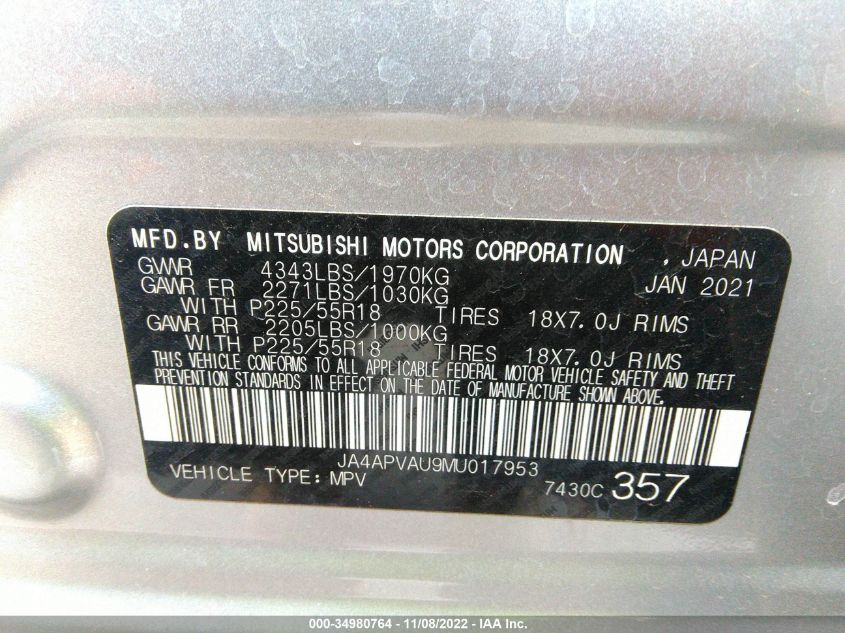 MFD.BY MITSUBISHI MOTORS CORPORATION , JAPAN
GVWR 4343LBS/1970KG JAN 2021
GAWR FR 2271LBS/1030KG
WITH P225/55R18 TIRES 18X7.0J RIMS
GAWR RR 2205LBS/1000KG
WITH P225/55R18 TIRES 18X7.0J RIMS
THIS VEHICLE CONFORMS TO ALL APPLICABLE FEDERAL MOTOR VEHICLE SAFETY AND THEFT
PREVENTION STANDARDS IN EFFECT ON THE DATE OF MANUFACTURE SHOWN ABOVE.
JA4APVAU9MU017953
VEHICLE TYPE:MPV 7430C 357
000-34980764 - 11/08/2022 - IAA Inc.